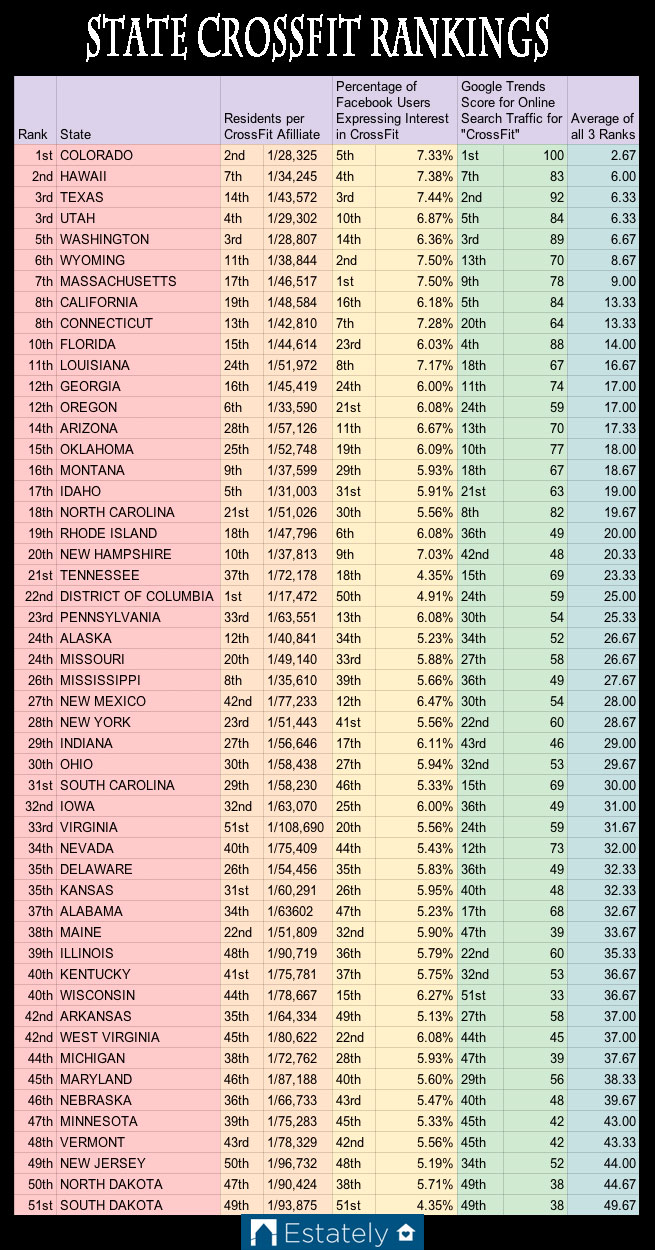 STATE CROSSFIT RANKINGS
Rank State Residents per CrossFit Afilliate Percentage of Facebook Users Expressing Interest in CrossFit Google Trends Score for Online Search Traffic for "CrossFit" Average of all 3 Ranks
1st COLORADO 2nd 1/28,325 5th 7.33% 1st 100 2.67
2nd HAWAII 7th 1/34,245 4th 7.38% 7th 83 6.00
3rd TEXAS 14th 1/43,572 3rd 7.44% 2nd 92 6.33
3rd UTAH 4th 1/29,302 10th 6.87% 5th 84 6.33
5th WASHINGTON 3rd 1/28,807 14th 6.36% 3rd 89 6.67
6th WYOMING 11th 1/38,844 2nd 7.50% 13th 70 8.67
7th MASSACHUSETTS 17th 1/46,517 1st 7.50% 9th 78 9.00
8th CALIFORNIA 19th 1/48,584 16th 6.18% 5th 84 13.33
8th CONNECTICUT 13th 1/42,810 7th 7.28% 20th 64 13.33
10th FLORIDA 15th 1/44,614 23rd 6.03% 4th 88 14.00
11th LOUISIANA 24th 1/51,972 8th 7.17% 18th 67 16.67
12th GEORGIA 16th 1/45,419 24th 6.00% 11th 74 17.00
12th OREGON 6th 1/33,590 21st 6.08% 24th 59 17.00
14th ARIZONA 28th 1/57,126 11th 6.67% 13th 70 17.33
15th OKLAHOMA 25th 1/52,748 19th 6.09% 10th 77 18.00
16th MONTANA 9th 1/37,599 29th 5.93% 18th 67 18.67
17th IDAHO 5th 1/31,003 31st 5.91% 21st 63 19.00
18th NORTH CAROLINA 21st 1/51,026 30th 5.56% 8th 82 19.67
19th RHODE ISLAND 18th 1/47,796 6th 6.08% 36th 49 20.00
20th NEW HAMPSHIRE 10th 1/37,813 9th 7.03% 42nd 48 20.33
21st TENNESSEE 37th 1/72,178 18th 4.35% 15th 69 23.33
22nd DISTRICT OF COLUMBIA 1st 1/17,472 50th 4.91% 24th 59 25.00
23rd PENNSYLVANIA 33rd 1/63,551 13th 6.08% 30th 54 25.33
24th ALASKA 12th 1/40,841 34th 5.23% 34th 52 26.67
24th MISSOURI 20th 1/49,140 33rd 5.88% 27th 58 26.67
26th MISSISSIPPI 8th 1/35,610 39th 5.66% 36th 49 27.67
27th NEW MEXICO 42nd 1/77,233 12th 6.47% 30th 54 28.00
28th NEW YORK 23rd 1/51,443 41st 5.56% 22nd 60 28.67
29th INDIANA 27th 1/56,646 17th 6.11% 43rd 46 29.00
30th OHIO 30th 1/58,438 27th 5.94% 32nd 53 29.67
31st SOUTH CAROLINA 29th 1/58,230 46th 5.33% 15th 69 30.00
32nd IOWA 32nd 1/63,070 25th 6.00% 36th 49 31.00
33rd VIRGINIA 51st 1/108,690 20th 5.56% 24th 59 31.67
34th NEVADA 40th 1/75,409 44th 5.43% 12th 73 32.00
35th DELAWARE 26th 1/54,456 35th 5.83% 36th 49 32.33
35th KANSAS 31st 1/60,291 26th 5.95% 40th 48 32.33
37th ALABAMA 34th 1/63602 47th 5.23% 17th 68 32.67
38th MAINE 22nd 1/51,809 32nd 5.90% 47th 39 33.67
39th ILLINOIS 48th 1/90,719 36th 5.79% 22nd 60 35.33
40th KENTUCKY 41st 1/75,781 37th 5.75% 32nd 53 36.67
40th WISCONSIN 44th 1/78,667 15th 6.27% 51st 33 36.67
42nd ARKANSAS 35th 1/64,334 49th 5.13% 27th 58 37.00
42nd WEST VIRGINIA 45th 1/80,622 22nd 6.08% 44th 45 37.00
44th MICHIGAN 38th 1/72,762 28th 5.93% 47th 39 37.67
45th MARYLAND 46th 1/87,188 40th 5.60% 29th 56 38.33
46th NEBRASKA 36th 1/66,733 43rd 5.47% 40th 48 39.67
47th MINNESOTA 39th 1/75,283 45th 5.33% 45th 42 43.00
48th VERMONT 43rd 1/78,329 42nd 5.56% 45th 42 43.33
49th NEW JERSEY 50th 1/96,732 48th 5.19% 34th 52 44.00
50th NORTH DAKOTA 47th 1/90,424 38th 5.71% 49th 38 44.67
51st SOUTH DAKOTA 49th 1/93,875 51st 4.35% 49th 38 49.67
Estately